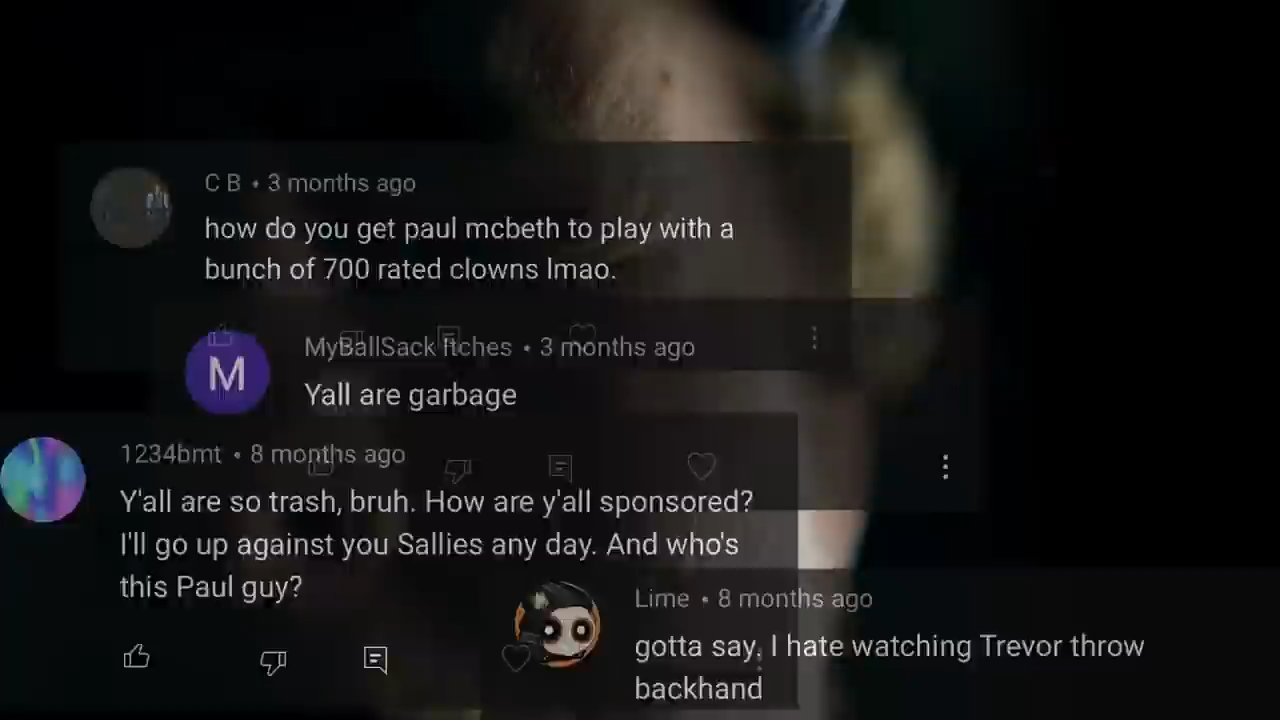 C B • 3 months ago
how do you get paul mcbeth to play with a
bunch of 700 rated clowns lmao.
MyBallSack Itches • 3 months ago
M
Yall are garbage
1234bmt • 8 months ago
Y'all are so trash, bruh. How are y'all sponsored?
I'll go up against you Sallies any day. And who's
this Paul guy?
Lime • 8 months ago
gotta say, I hate watching Trevor throw
backhand